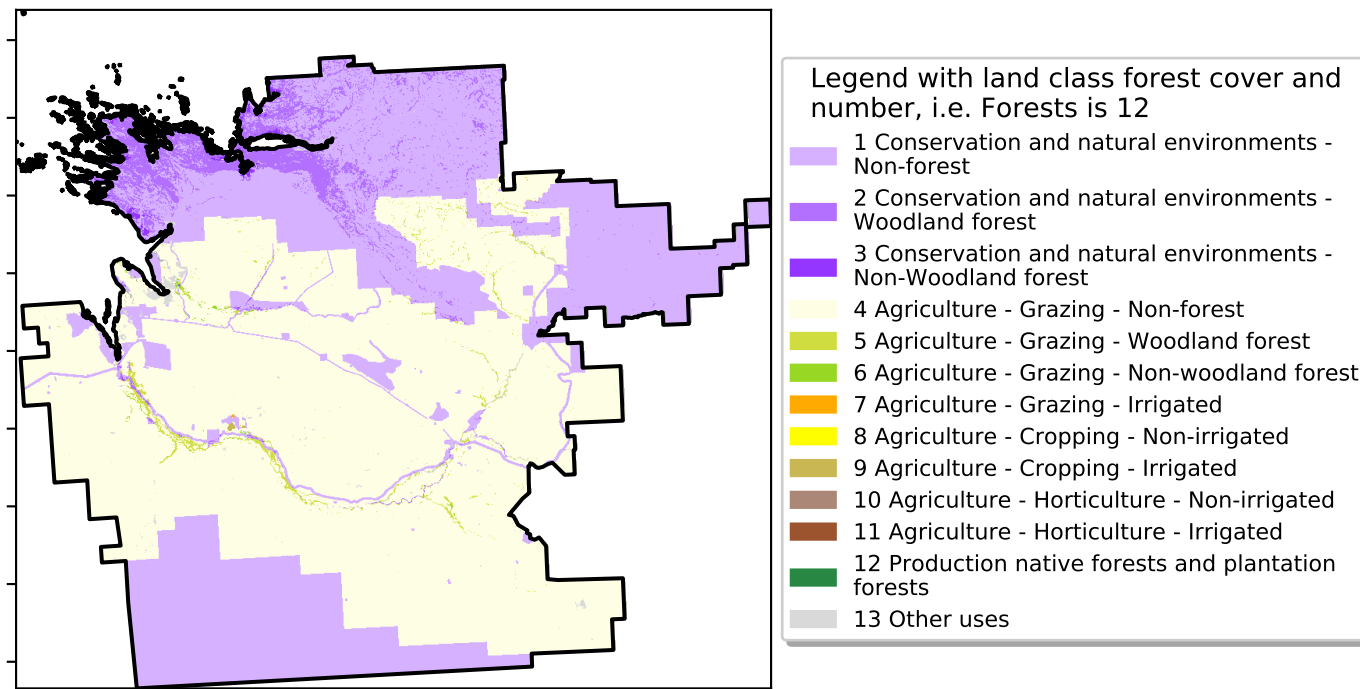 Legend with land class forest cover and
number, i.e. Forests is 12
1 Conservation and natural environments -
Non-forest
2 Conservation and natural environments -
Woodland forest
3 Conservation and natural environments -
Non-Woodland forest
4 Agriculture - Grazing - Non-forest
5 Agriculture - Grazing - Woodland forest
6 Agriculture - Grazing - Non-woodland forest
7 Agriculture - Grazing - Irrigated
8 Agriculture - Cropping - Non-irrigated
9 Agriculture - Cropping - Irrigated
10 Agriculture - Horticulture - Non-irrigated
11 Agriculture - Horticulture - Irrigated
12 Production native forests and plantation
forests
13 Other uses